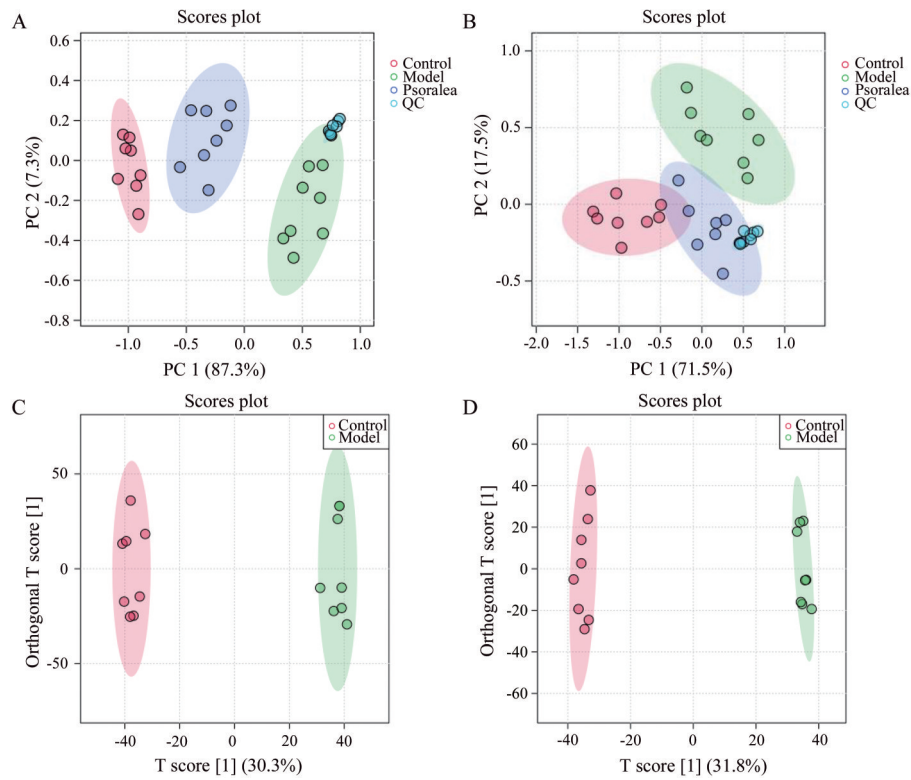 A
Scores plot
0.6
0.4
0.2
0.0
-0.2
-0.4
-0.6
-0.8
PC 2 (7.3%)
-1.0
-0.5
0.0
0.5
1.0
PC 1 (87.3%)
Control
Model
Psoralea
QC
B
Scores plot
1.0
0.5
0.0
-0.5
PC 2 (17.5%)
-2.0
-1.5
-1.0
-0.5
0.0
0.5
1.0
PC 1 (71.5%)
Control
Model
Psoralea
QC
C
Scores plot
Control
Model
50
0
-50
Orthogonal T score [1]
-40
-20
0
20
40
T score [1] (30.3%)
D
Scores plot
Control
Model
60
40
20
0
-20
-40
-60
Orthogonal T score [1]
-40
-20
0
20
40
T score [1] (31.8%)